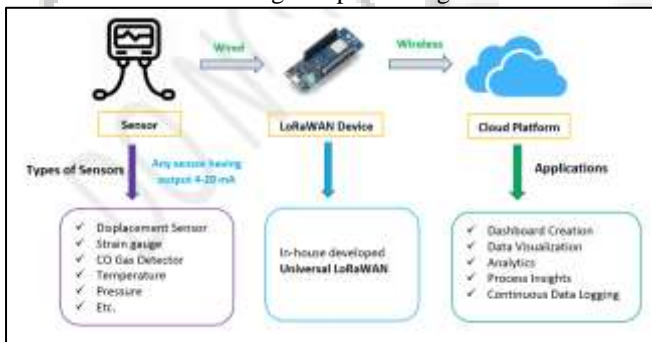 Wired
Wireless
Sensor
LoRaWAN Device
Cloud Platform
Types of Sensors
Any sensor having
output 4-20 mA
Applications
✓ Displacement Sensor
✓ Strain gauge
✓ CO Gas Detector
✓ Temperature
✓ Pressure
✓ Etc.
In-house developed
Universal LoRaWAN
✓ Dashboard Creation
✓ Data Visualization
✓ Analytics
✓ Process Insights
✓ Continuous Data Logging